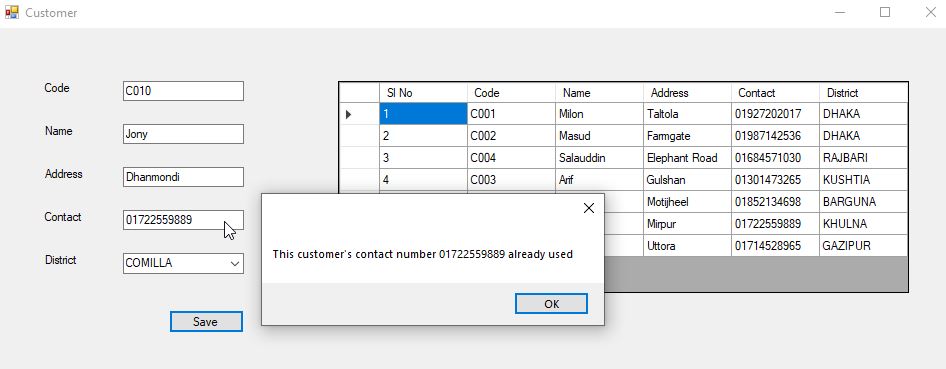 Customer
Code C010
Name Jony
Address Dhanmondi
Contact 01722559889
District COMILLA
Save
Sl No Code Name Address Contact District
1 C001 Milon Taltola 01927202017 DHAKA
2 C002 Masud Farmgate 01987142536 DHAKA
3 C004 Salauddin Elephant Road 01684571030 RAJBARI
4 C003 Arif Gulshan 01301473265 KUSHTIA
Motijheel 01852134698 BARGUNA
Mirpur 01722559889 KHULNA
Uttora 01714528965 GAZIPUR
This customer's contact number 01722559889 already used
OK